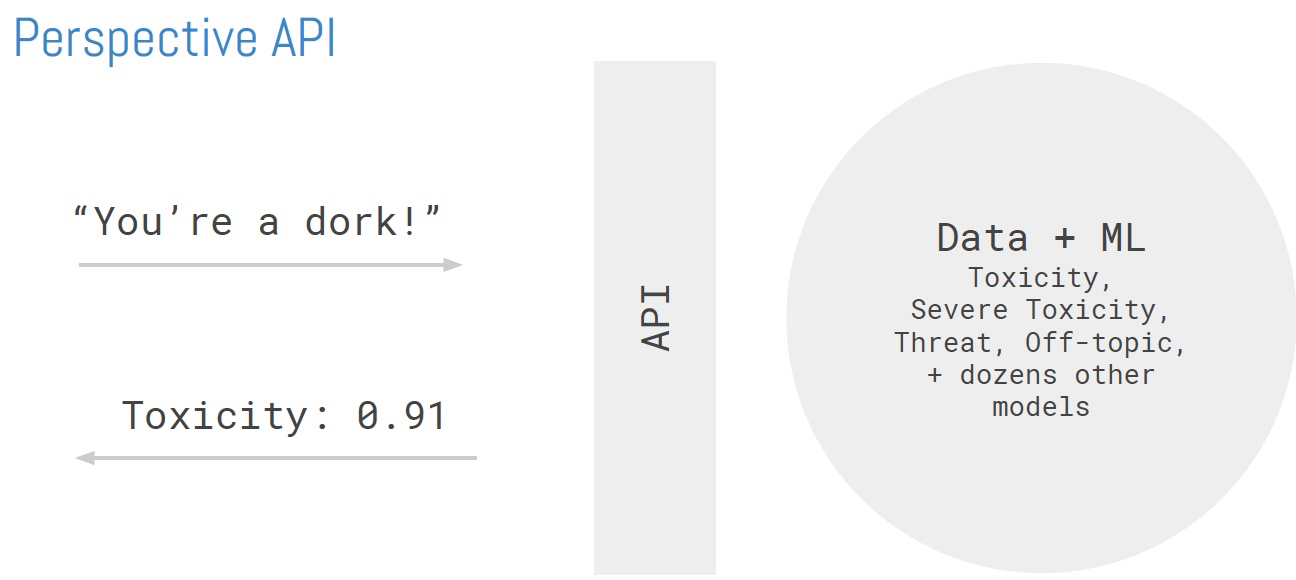 Perspective API
“You’re a dork!”
Toxicity: 0.91
API
Data + ML
Toxicity,
Severe Toxicity,
Threat, Off-topic,
+ dozens other
models